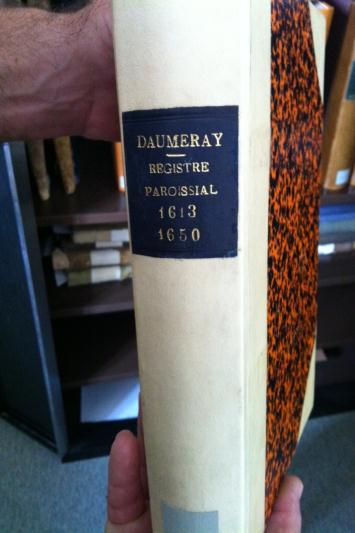 DAUMERAY
REGISTRE
PAROISSIAL
1613
1650